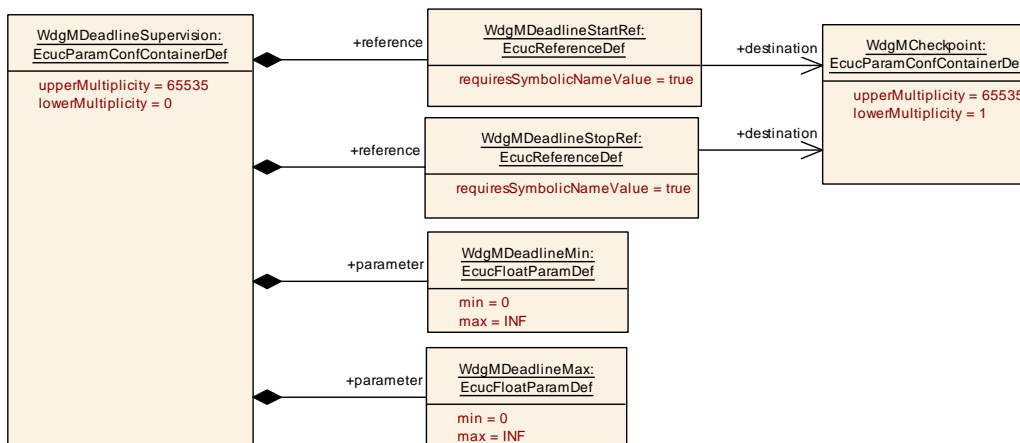 WdgMDeadlineSupervision:
EcucParamConfContainerDef
upperMultiplicity = 65535
lowerMultiplicity = 0
+reference
WdgMDeadlineStartRef:
EcucReferenceDef
requiresSymbolicNameValue = true
+destination
WdgMCheckpoint:
EcucParamConfContainerDef
upperMultiplicity = 65535
lowerMultiplicity = 1
+reference
WdgMDeadlineStopRef:
EcucReferenceDef
requiresSymbolicNameValue = true
+destination
+parameter
WdgMDeadlineMin:
EcucFloatParamDef
min = 0
max = INF
+parameter
WdgMDeadlineMax:
EcucFloatParamDef
min = 0
max = INF